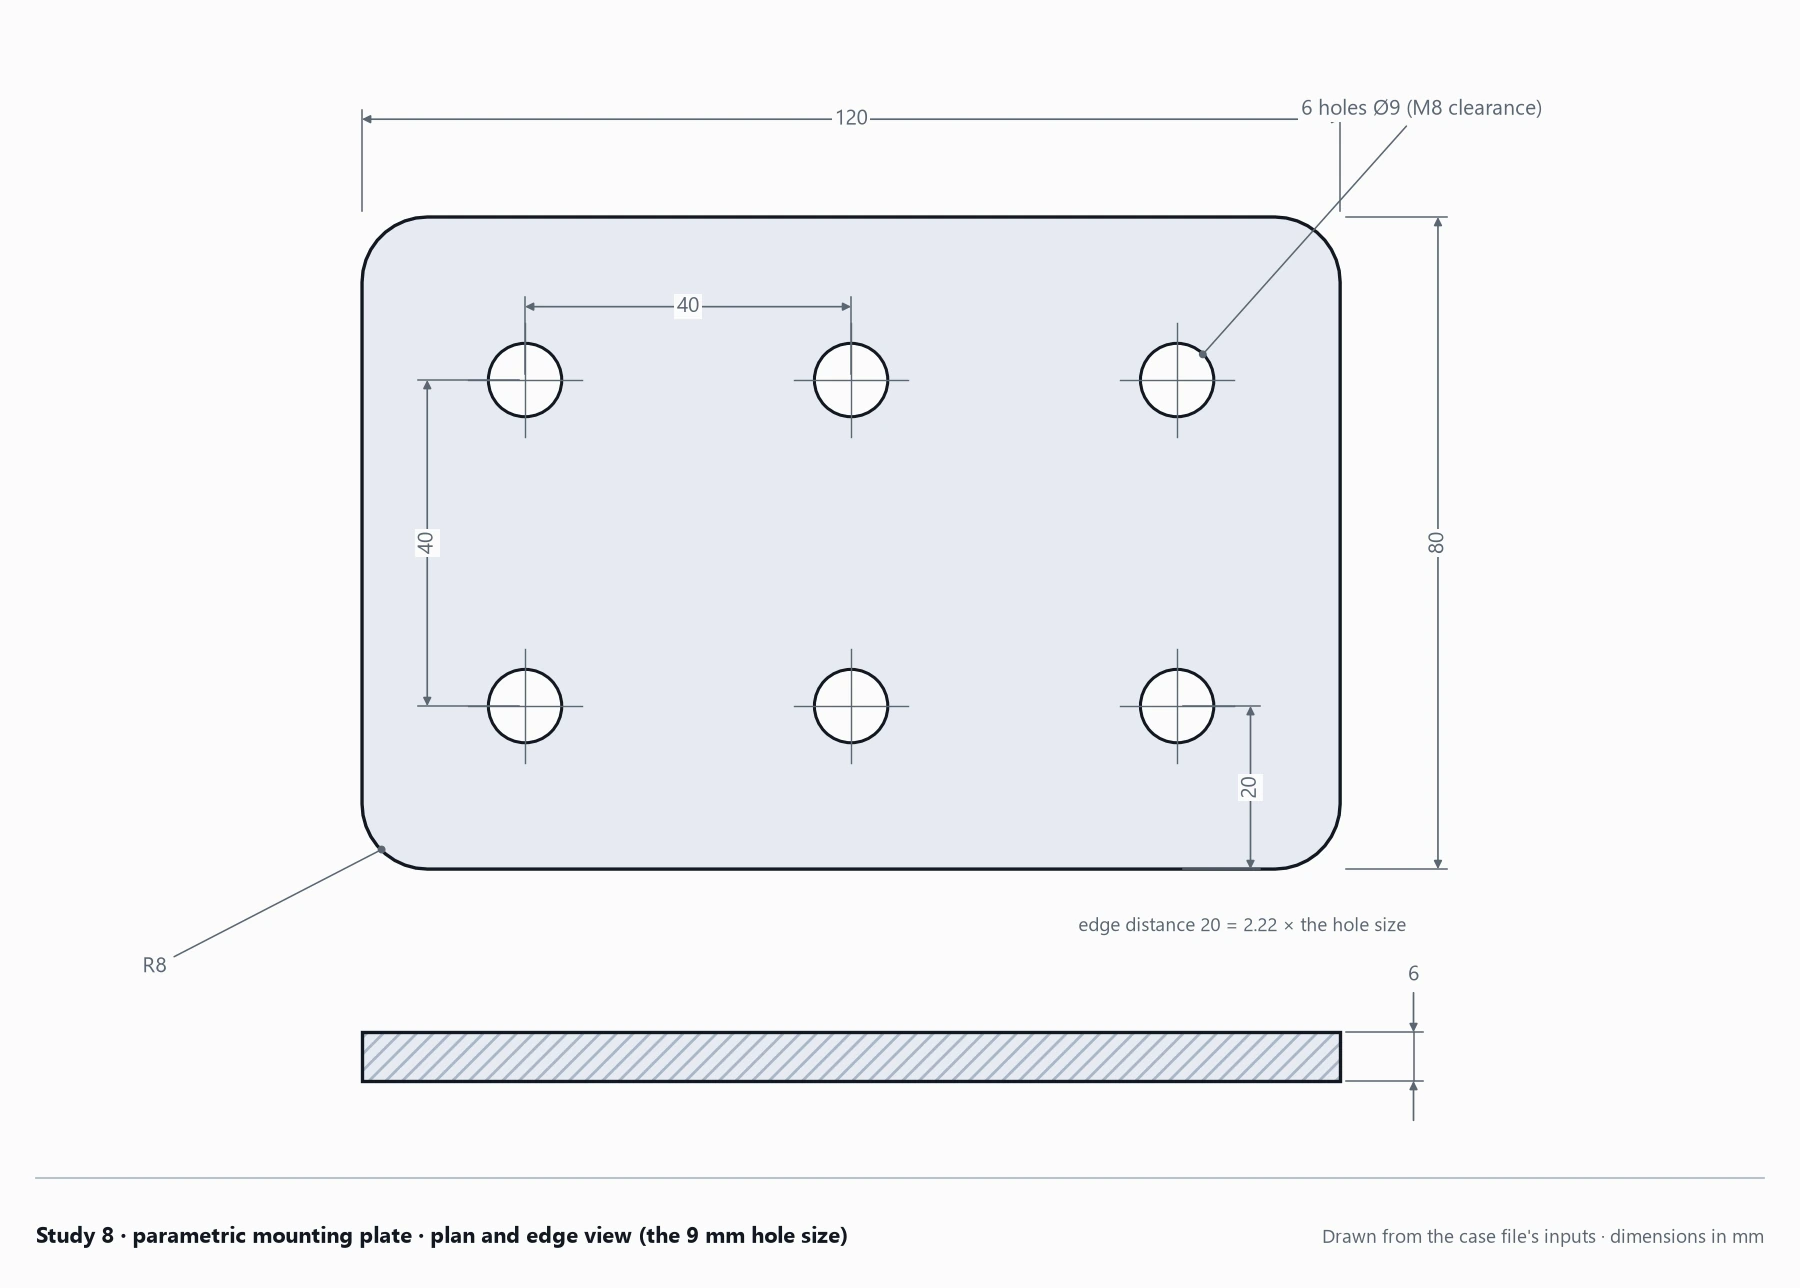 6 holes Ø9 (M8 clearance)
120
40
40
80
20
edge distance 20 = 2.22 × the hole size
R8
6
Study 8 · parametric mounting plate · plan and edge view (the 9 mm hole size)
Drawn from the case file's inputs · dimensions in mm